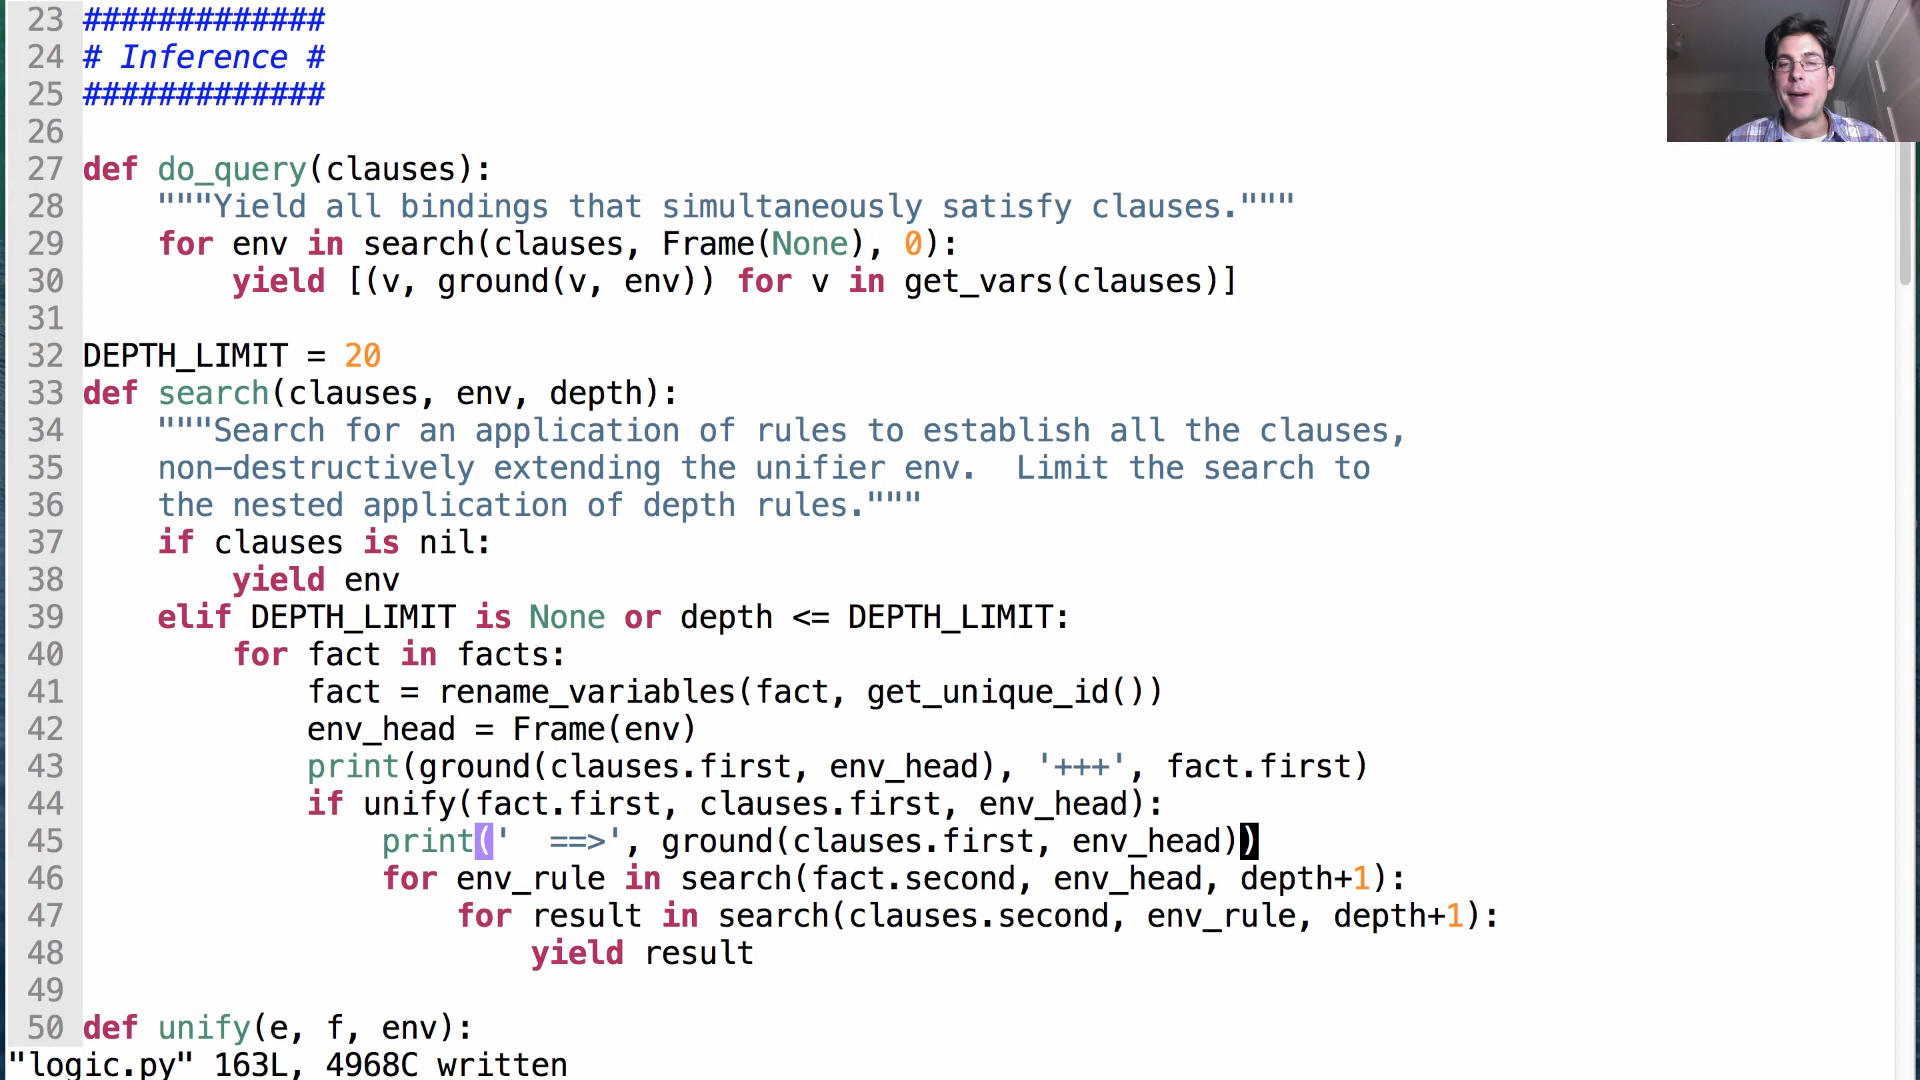 23 #############
24 # Inference #
25 #############
26
27 def do_query(clauses):
28     """Yield all bindings that simultaneously satisfy clauses."""
29     for env in search(clauses, Frame(None), 0):
30         yield [(v, ground(v, env)) for v in get_vars(clauses)]
31
32 DEPTH_LIMIT = 20
33 def search(clauses, env, depth):
34     """Search for an application of rules to establish all the clauses,
35     non-destructively extending the unifier env.  Limit the search to
36     the nested application of depth rules."""
37     if clauses is nil:
38         yield env
39     elif DEPTH_LIMIT is None or depth <= DEPTH_LIMIT:
40         for fact in facts:
41             fact = rename_variables(fact, get_unique_id())
42             env_head = Frame(env)
43             print(ground(clauses.first, env_head), '+++', fact.first)
44             if unify(fact.first, clauses.first, env_head):
45                 print('  ==>', ground(clauses.first, env_head))
46                 for env_rule in search(fact.second, env_head, depth+1):
47                     for result in search(clauses.second, env_rule, depth+1):
48                         yield result
49
50 def unify(e, f, env):
"logic.py" 163L, 4968C written